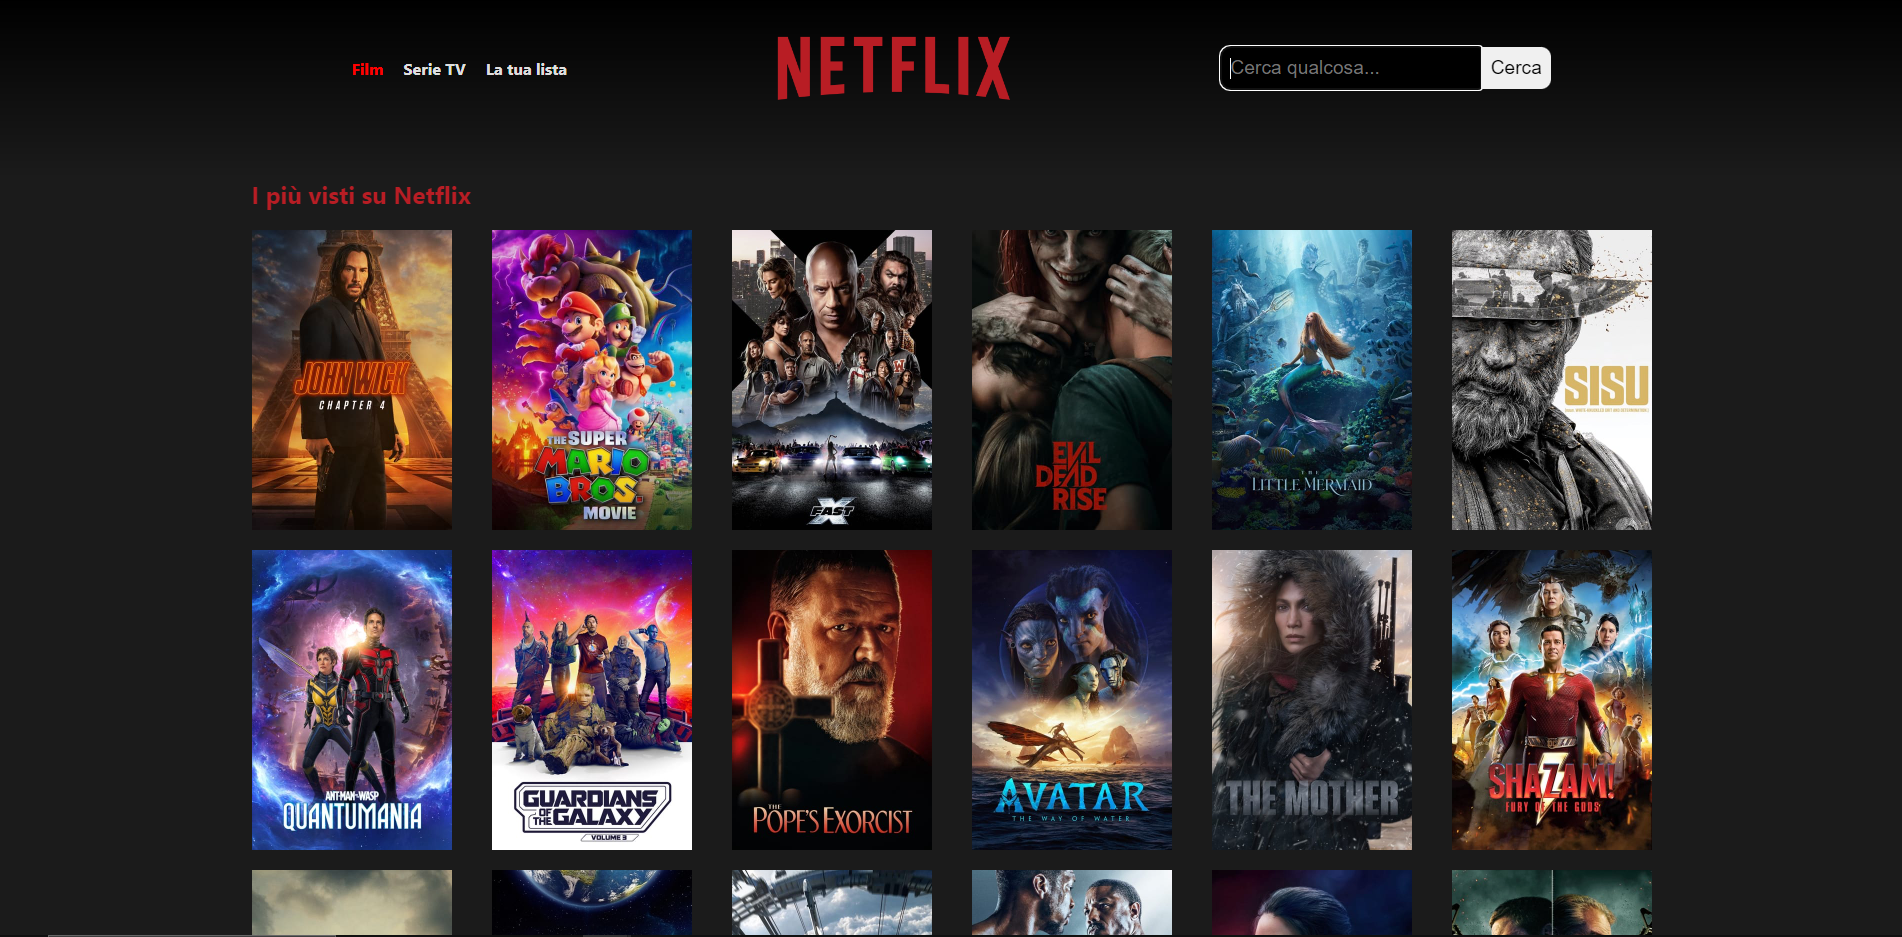 Film
Serie TV
La tua lista
NETFLIX
Cerca qualcosa...
Cerca
I più visti su Netflix
JOHN WICK
CHAPTER 4
THE SUPER
MARIO
BROS.
MOVIE
FAST X
EVIL
DEAD
RISE
THE
LITTLE MERMAID
SISU
ANT-MAN AND THE WASP
QUANTUMANIA
GUARDIANS
OF THE GALAXY
VOLUME 3
THE
POPE'S EXORCIST
AVATAR
THE WAY OF WATER
THE MOTHER
SHAZAM!
FURY OF THE GODS